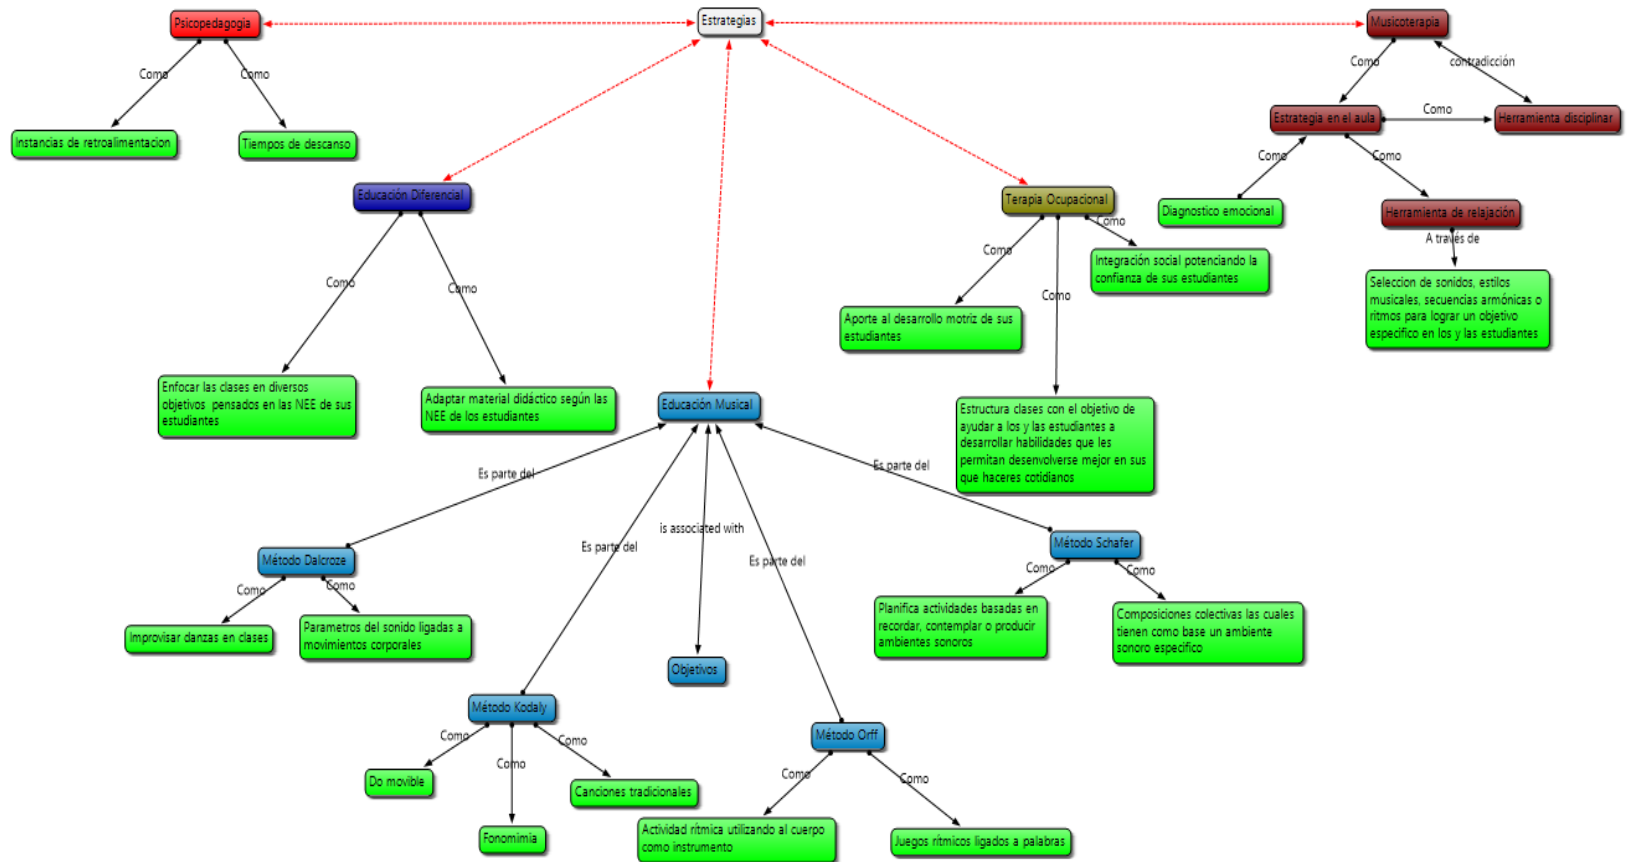 Psicopedagogia
Estrategias
Musicoterapia
Como
Como
Como
contradicción
Instancias de retroalimentacion
Tiempos de descanso
Estrategia en el aula
Como
Herramienta disciplinar
Como
Como
Educación Diferencial
Terapia Ocupacional
Diagnostico emocional
Herramienta de relajación
Como
Como
Como
Como
Como
A través de
Integración social potenciando la
confianza de sus estudiantes
Seleccion de sonidos, estilos
musicales, secuencias armónicas o
ritmos para lograr un objetivo
especifico en los y las estudiantes
Aporte al desarrollo motriz de sus
estudiantes
Enfocar las clases en diversos
objetivos pensados en las NEE de sus
estudiantes
Adaptar material didáctico según las
NEE de los estudiantes
Educación Musical
Estructura clases con el objetivo de
ayudar a los y las estudiantes a
desarrollar habilidades que les
permitan desenvolverse mejor en sus
que haceres cotidianos
Es parte del
Es parte del
is associated with
Es parte del
Es parte del
Método Dalcroze
Método Schafer
Como
Como
Como
Como
Improvisar danzas en clases
Parametros del sonido ligadas a
movimientos corporales
Planifica actividades basadas en
recordar, contemplar o producir
ambientes sonoros
Composiciones colectivas las cuales
tienen como base un ambiente
sonoro especifico
Objetivos
Método Kodaly
Método Orff
Como
Como
Como
Como
Como
Do movible
Canciones tradicionales
Fonomimia
Actividad rítmica utilizando al cuerpo
como instrumento
Juegos rítmicos ligados a palabras